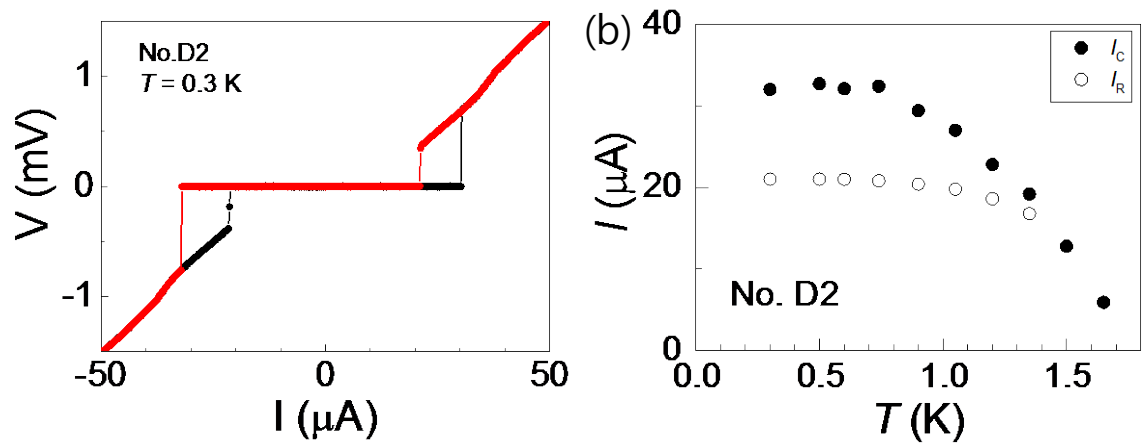 No.D2
T = 0.3 K
V (mV)
1
0
-1
-50
0
50
I (μA)
(b)
I_C
I_R
I (μA)
40
20
0
No. D2
0.0
0.5
1.0
1.5
T (K)